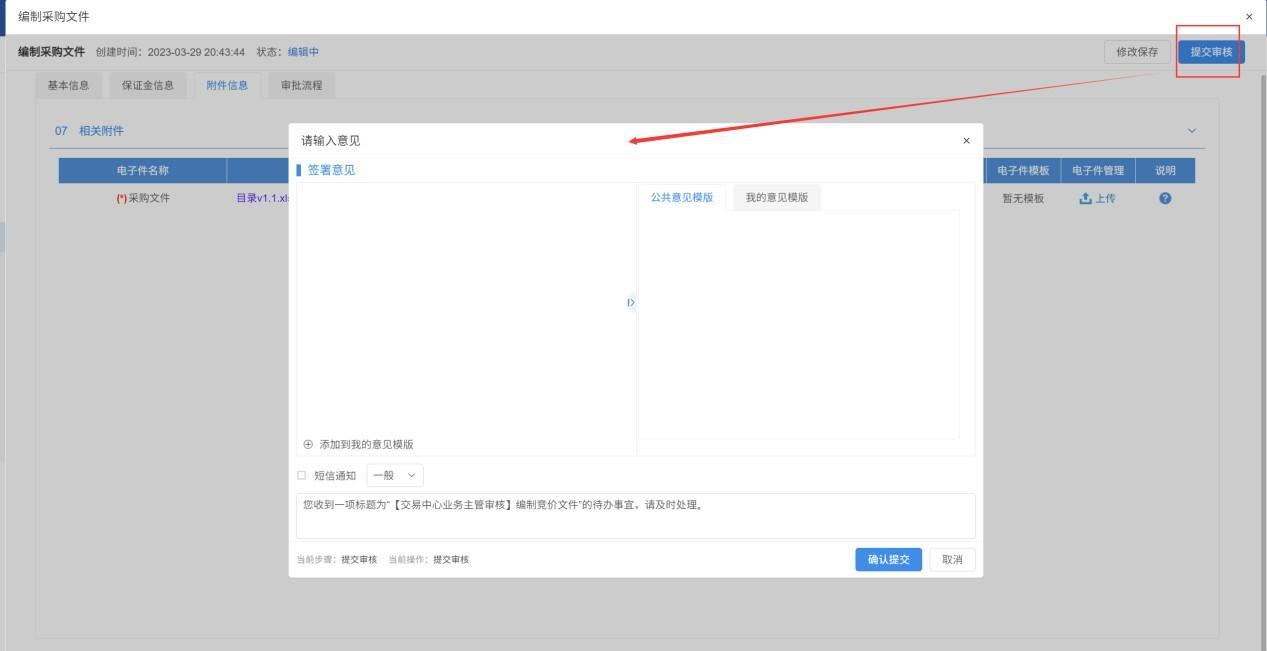 编制采购文件 ×
编制采购文件 创建时间：2023-03-29 20:43:44 状态：编辑中 修改保存 提交审核
基本信息 保证金信息 附件信息 审批流程
07 相关附件
请输入意见 ×
签署意见
电子件名称 电子件模板 电子件管理 说明
(*)采购文件 目录v1.1.xl 暂无模板 上传 ?
公共意见模版 我的意见模版
添加到我的意见模版
短信通知 一般
您收到一项标题为“【交易中心业务主管审核】编制竞价文件”的待办事宜，请及时处理。
当前步骤：提交审核 当前操作：提交审核 确认提交 取消